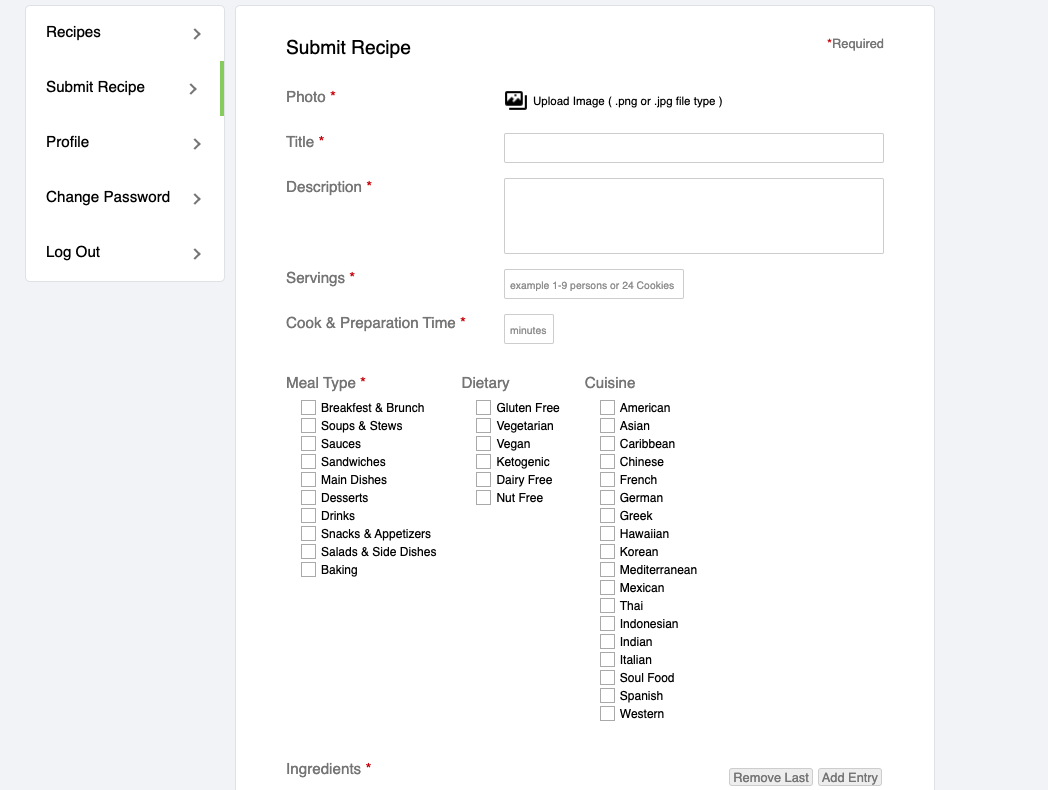 Recipes
Submit Recipe
Profile
Change Password
Log Out
Submit Recipe
*Required
Photo *
Upload Image ( .png or .jpg file type )
Title *
Description *
Servings *
example 1-9 persons or 24 Cookies
Cook & Preparation Time *
minutes
Meal Type *
Breakfest & Brunch
Soups & Stews
Sauces
Sandwiches
Main Dishes
Desserts
Drinks
Snacks & Appetizers
Salads & Side Dishes
Baking
Dietary
Gluten Free
Vegetarian
Vegan
Ketogenic
Dairy Free
Nut Free
Cuisine
American
Asian
Caribbean
Chinese
French
German
Greek
Hawaiian
Korean
Mediterranean
Mexican
Thai
Indonesian
Indian
Italian
Soul Food
Spanish
Western
Ingredients *
Remove Last
Add Entry